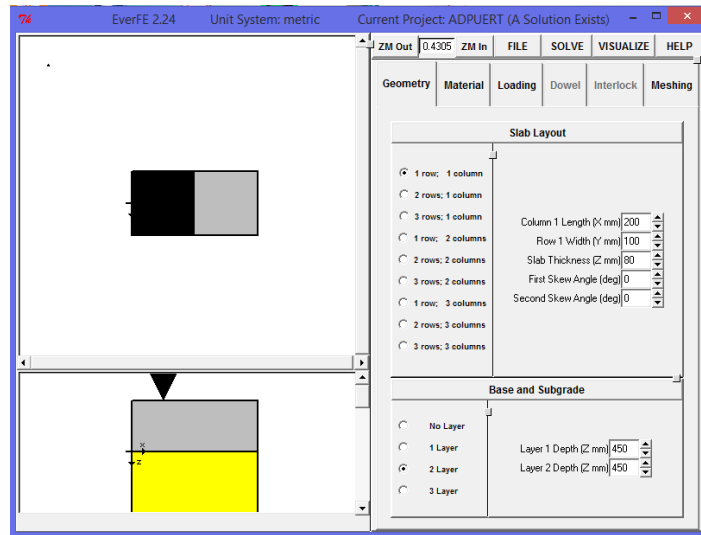 EverFE 2.24 Unit System: metric Current Project: ADPUERT (A Solution Exists)
ZM Out 0.4305 ZM In FILE SOLVE VISUALIZE HELP
Geometry Material Loading Dowel Interlock Meshing
Slab Layout
1 row; 1 column
2 rows; 1 column
3 rows; 1 column
1 row; 2 columns
2 rows; 2 columns
3 rows; 2 columns
1 row; 3 columns
2 rows; 3 columns
3 rows; 3 columns
Column 1 Length (X mm) 200
Row 1 Width (Y mm) 100
Slab Thickness (Z mm) 80
First Skew Angle (deg) 0
Second Skew Angle (deg) 0
Base and Subgrade
No Layer
1 Layer
2 Layer
3 Layer
Layer 1 Depth (Z mm) 450
Layer 2 Depth (Z mm) 450
x
z